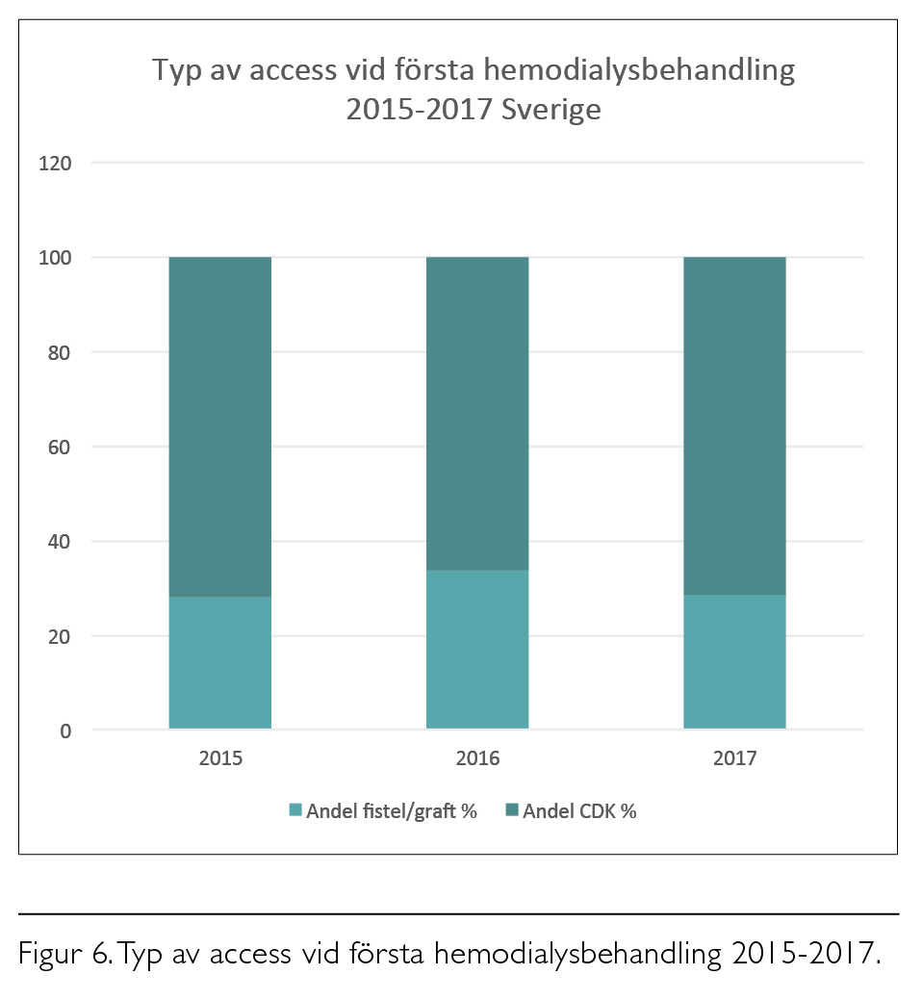 Typ av access vid första hemodialysbehandling
2015-2017 Sverige
120
100
80
60
40
20
0
2015 2016 2017
Andel fistel/graft % Andel CDK %
Figur 6. Typ av access vid första hemodialysbehandling 2015-2017.